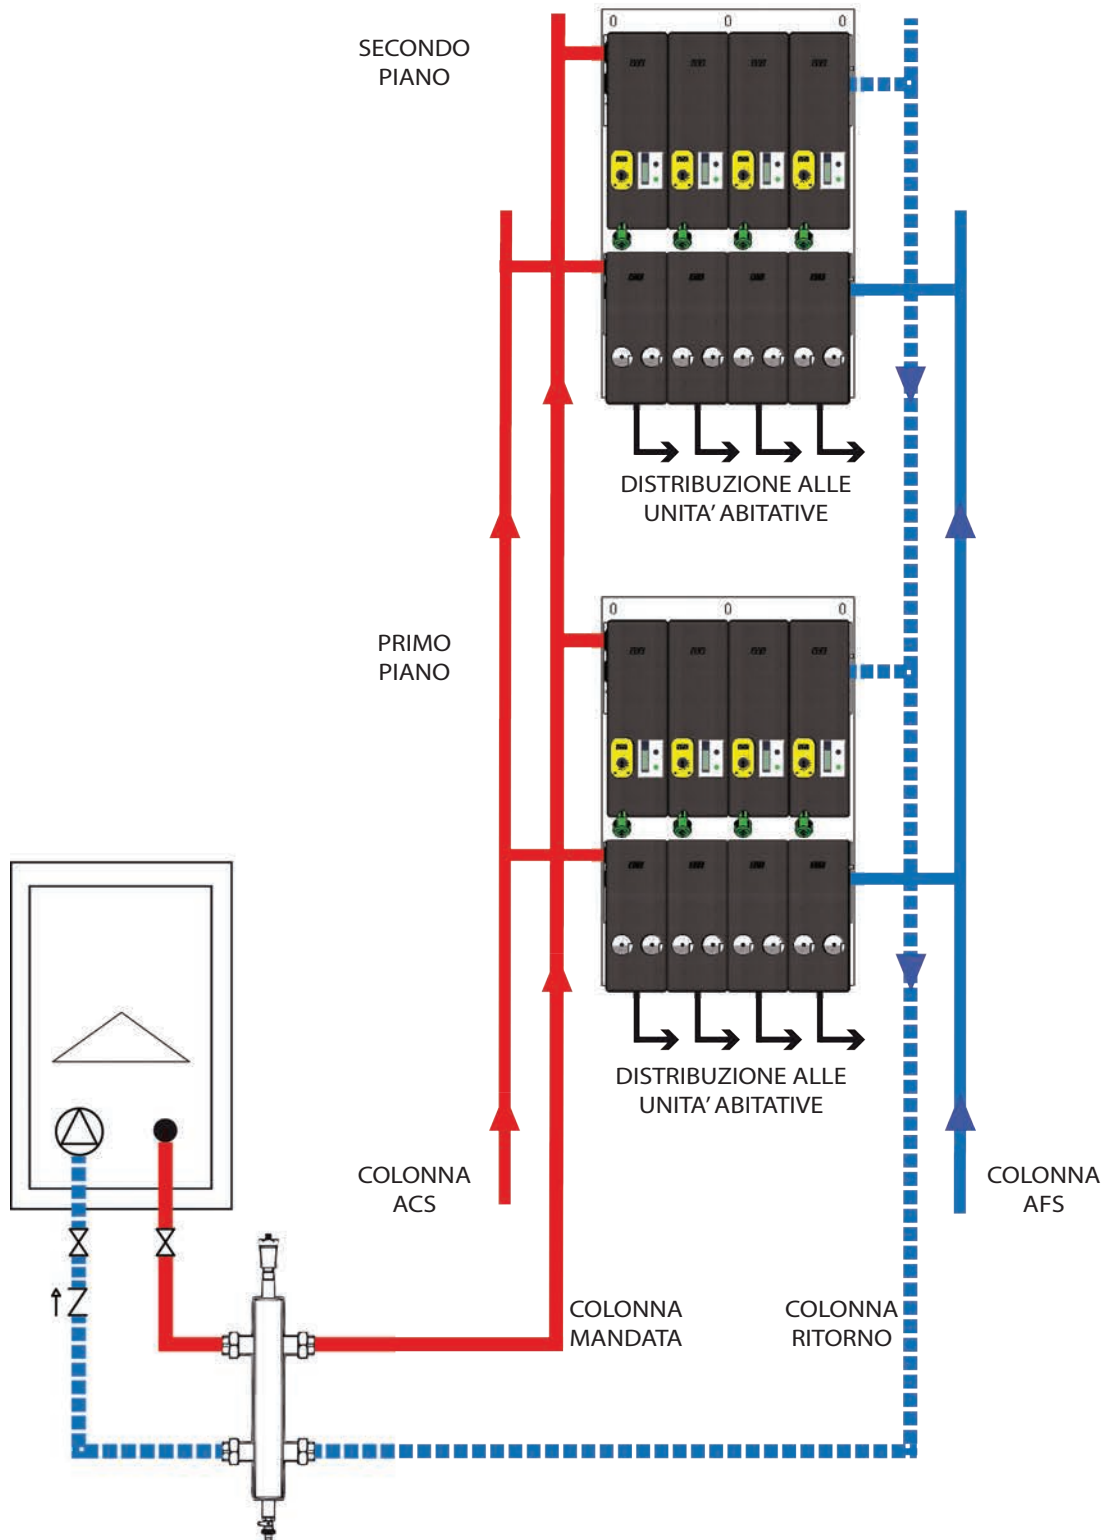 SECONDO
PIANO
DISTRIBUZIONE ALLE
UNITA’ ABITATIVE
PRIMO
PIANO
DISTRIBUZIONE ALLE
UNITA’ ABITATIVE
COLONNA
ACS
COLONNA
AFS
COLONNA
MANDATA
COLONNA
RITORNO